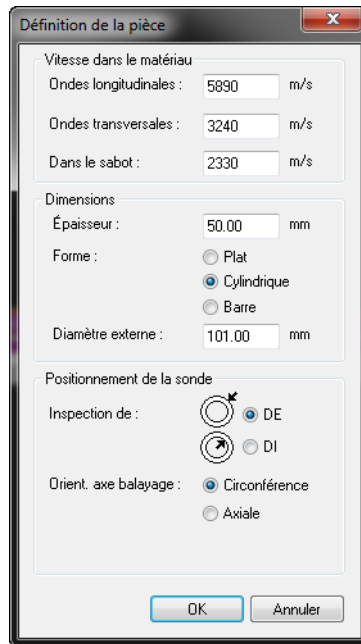 Définition de la pièce
Vitesse dans le matériau
Ondes longitudinales : 5890 m/s
Ondes transversales : 3240 m/s
Dans le sabot : 2330 m/s
Dimensions
Épaisseur : 50.00 mm
Forme : Plat
Cylindrique
Barre
Diamètre externe : 101.00 mm
Positionnement de la sonde
Inspection de : DE
DI
Orient. axe balayage : Circonférence
Axiale
OK Annuler